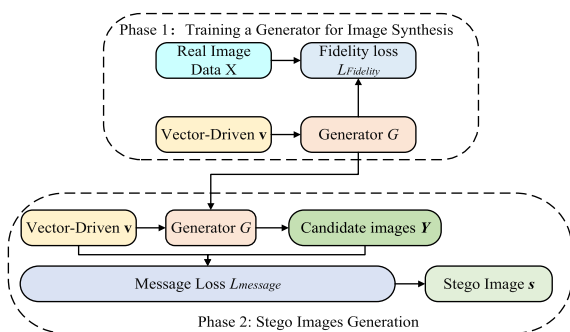 Phase 1: Training a Generator for Image Synthesis
Real Image
Data X
Fidelity loss
LFidelity
Vector-Driven v
Generator G
Vector-Driven v
Generator G
Candidate images Y
Message Loss Lmessage
Stego Image s
Phase 2: Stego Images Generation